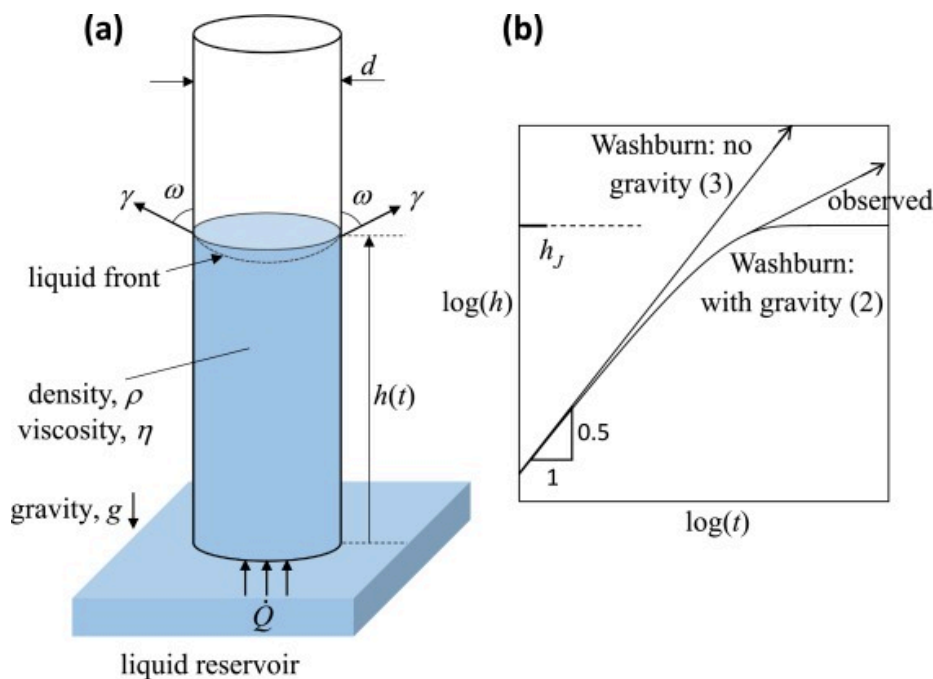 (a)
d
γ
ω
ω
γ
liquid front
density, ρ
viscosity, η
h(t)
gravity, g
Q̇
liquid reservoir
(b)
Washburn: no
gravity (3)
observed
h_J
Washburn:
with gravity (2)
log(h)
0.5
1
log(t)